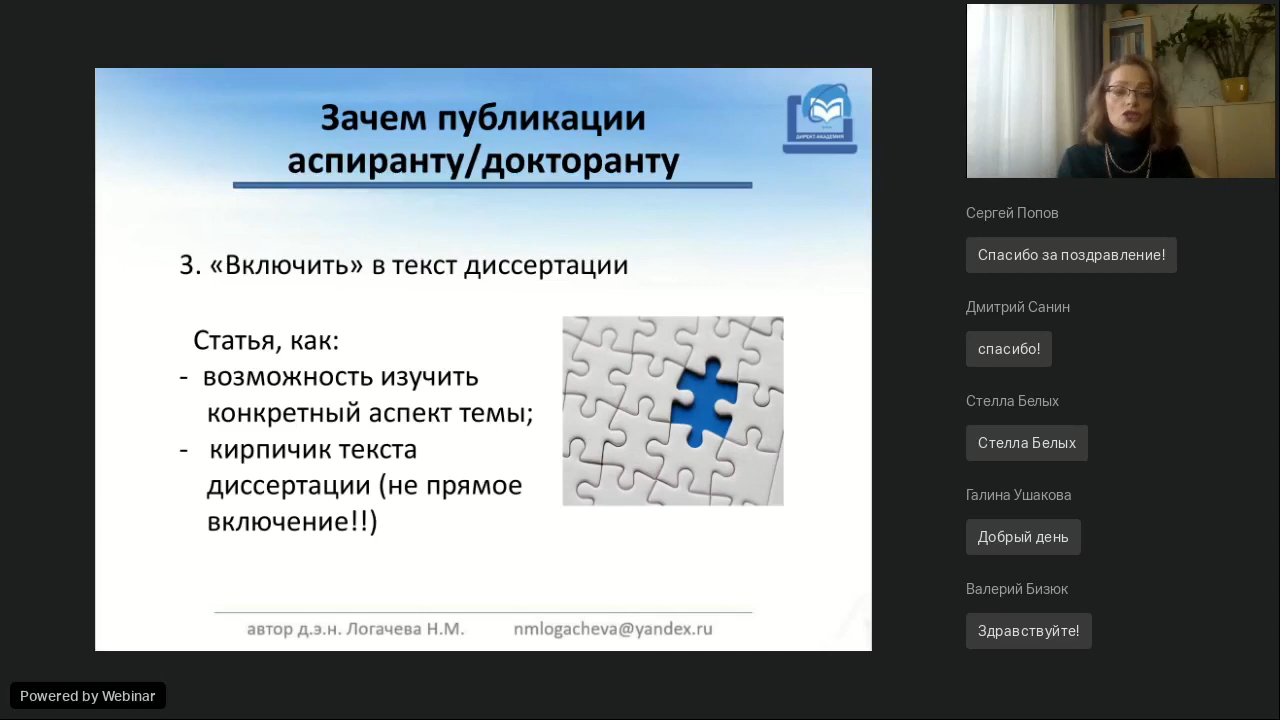 Зачем публикации
аспиранту/докторанту
ДИРЕКТ-АКАДЕМИЯ
3. «Включить» в текст диссертации
Статья, как:
- возможность изучить
конкретный аспект темы;
- кирпичик текста
диссертации (не прямое
включение!!)
автор д.э.н. Логачева Н.М. nmlogacheva@yandex.ru
Сергей Попов
Спасибо за поздравление!
Дмитрий Санин
спасибо!
Стелла Белых
Стелла Белых
Галина Ушакова
Добрый день
Валерий Бизюк
Здравствуйте!
Powered by Webinar